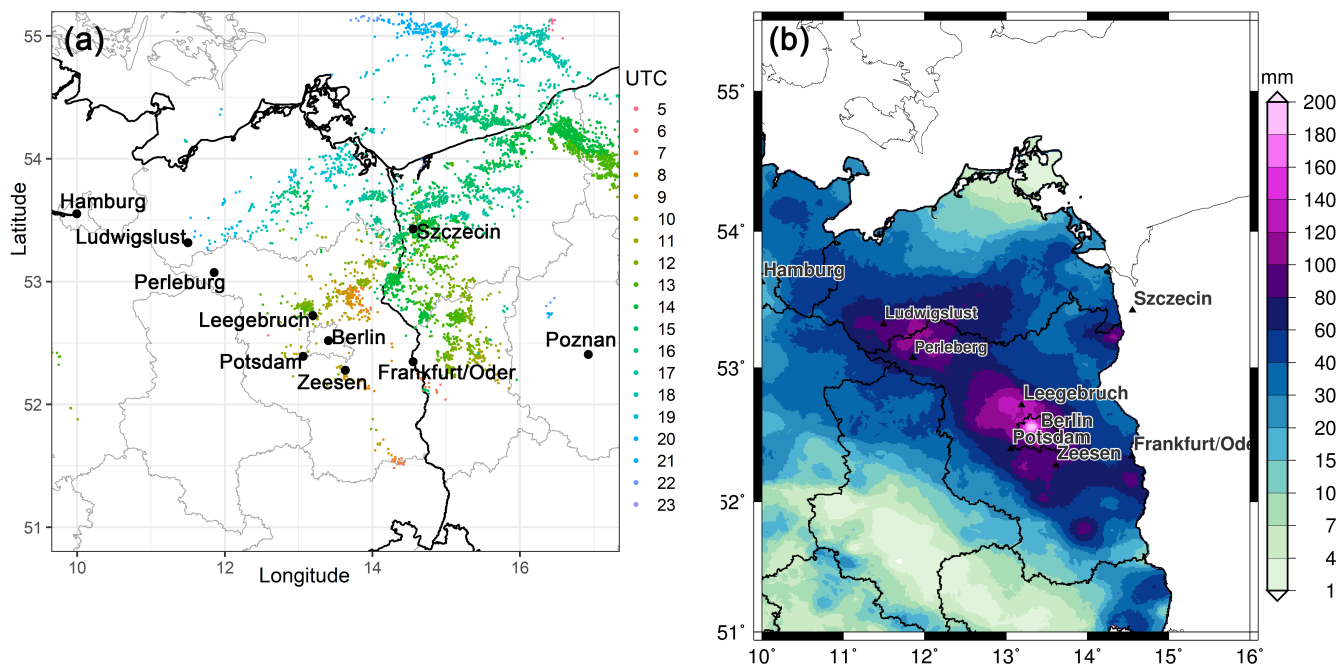 (a)
55
54
53
52
51
Latitude
10
12
14
16
Longitude
Hamburg
Ludwigslust
Perleburg
Leegebruch
Berlin
Potsdam
Zeesen
Szczecin
Poznan
Frankfurt/Oder
UTC
5
6
7
8
9
10
11
12
13
14
15
16
17
18
19
20
21
22
23
(b)
55°
54°
53°
52°
51°
10°
11°
12°
13°
14°
15°
16°
Hamburg
Szczecin
Ludwigslust
Perleberg
Leegebruch
Berlin
Potsdam
Zeesen
Frankfurt/Ode
mm
200
180
160
140
120
100
80
60
40
30
20
15
10
7
4
1